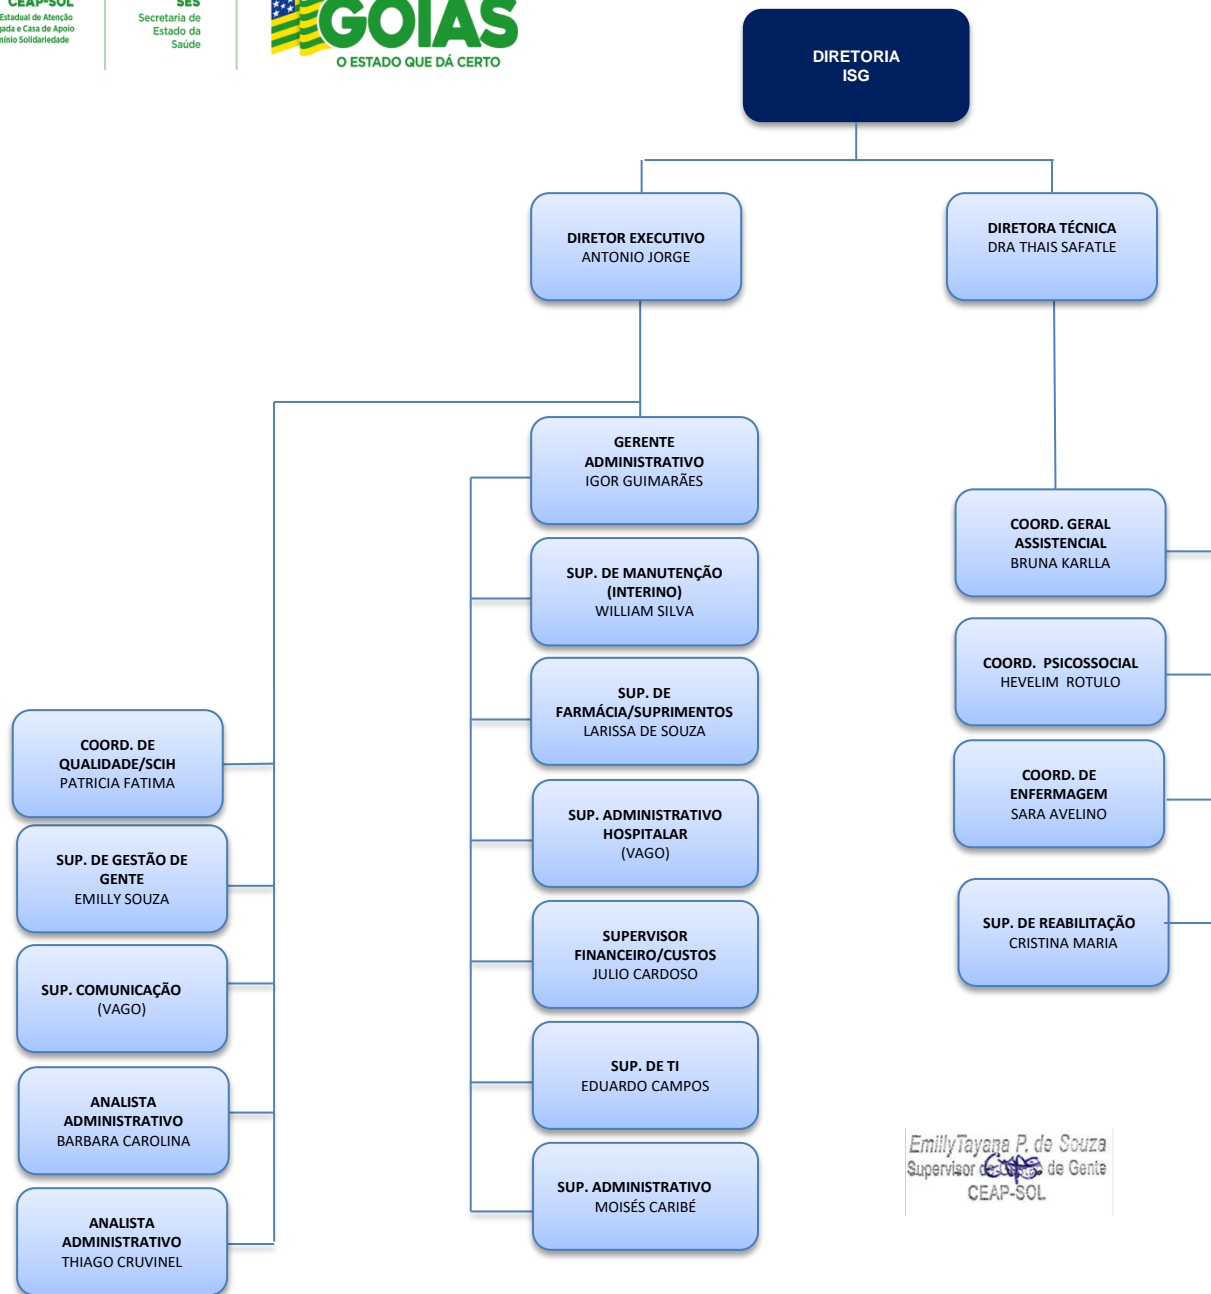 CEAP-SOL
Estadual de Atenção
gada e Casa de Apoio
mínio Solidariedade
SES
Secretaria de
Estado da
Saúde
GOIÁS
O ESTADO QUE DÁ CERTO
DIRETORIA
ISG
DIRETOR EXECUTIVO
ANTONIO JORGE
DIRETORA TÉCNICA
DRA THAIS SAFATLE
GERENTE
ADMINISTRATIVO
IGOR GUIMARÃES
SUP. DE MANUTENÇÃO
(INTERINO)
WILLIAM SILVA
SUP. DE
FARMÁCIA/SUPRIMENTOS
LARISSA DE SOUZA
SUP. ADMINISTRATIVO
HOSPITALAR
(VAGO)
SUPERVISOR
FINANCEIRO/CUSTOS
JULIO CARDOSO
SUP. DE TI
EDUARDO CAMPOS
SUP. ADMINISTRATIVO
MOISÉS CARIBÉ
COORD. DE
QUALIDADE/SCIH
PATRICIA FATIMA
SUP. DE GESTÃO DE
GENTE
EMILLY SOUZA
SUP. COMUNICAÇÃO
(VAGO)
ANALISTA
ADMINISTRATIVO
BARBARA CAROLINA
ANALISTA
ADMINISTRATIVO
THIAGO CRUVINEL
COORD. GERAL
ASSISTENCIAL
BRUNA KARLLA
COORD. PSICOSSOCIAL
HEVELIM ROTULO
COORD. DE
ENFERMAGEM
SARA AVELINO
SUP. DE REABILITAÇÃO
CRISTINA MARIA
Emilly Tayana P. de Souza
Supervisor de Gente
CEAP-SOL